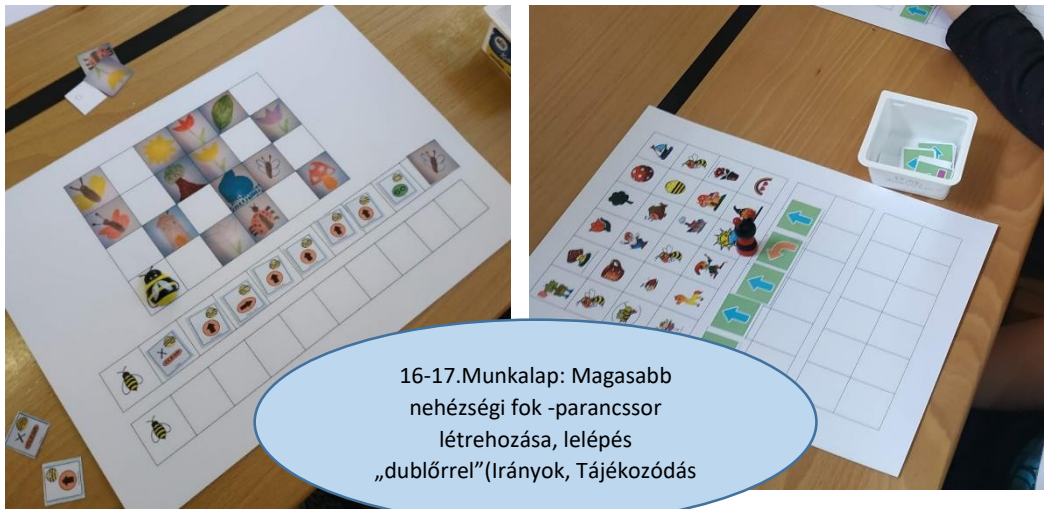 16-17.Munkalap: Magasabb
nehézségi fok -parancssor
létrehozása, lelépés
„dublőrrel”(Irányok, Tájékozódás